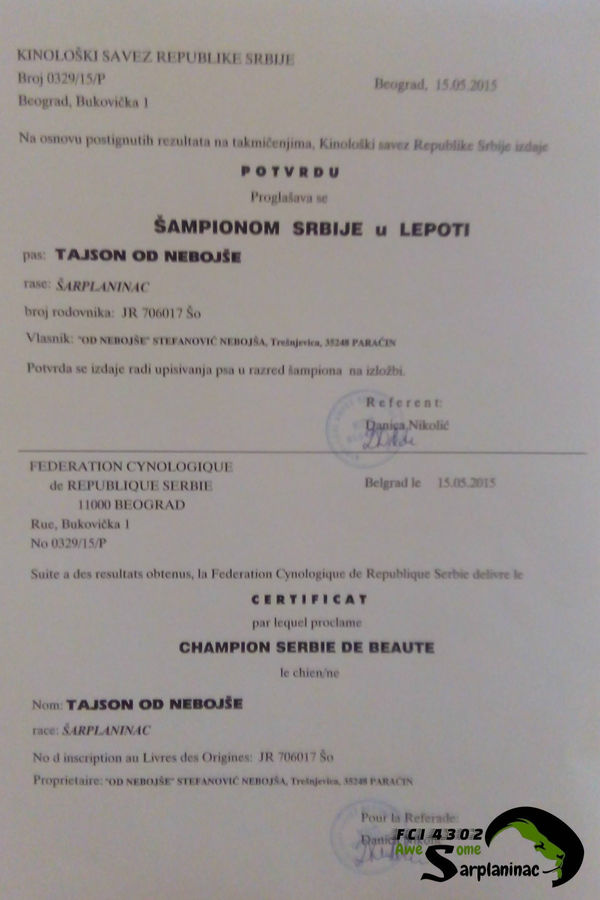 KINOLOŠKI SAVEZ REPUBLIKE SRBIJE
Broj 0329/15/P Beograd, 15.05.2015
Beograd, Bukovička 1
Na osnovu postignutih rezultata na takmičenjima, Kinološki savez Republike Srbije izdaje
POTVRDU
Proglašava se
ŠAMPIONOM SRBIJE u LEPOTI
pas: TAJSON OD NEBOJŠE
rase: ŠARPLANINAC
broj rodovnika: JR 706017 Šo
Vlasnik: "OD NEBOJŠE" STEFANOVIĆ NEBOJŠA, Trešnjevica, 35248 PARAĆIN
Potvrda se izdaje radi upisivanja psa u razred šampiona na izložbi.
Referent:
Danica Nikolić
FEDERATION CYNOLOGIQUE
de REPUBLIQUE SERBIE Belgrad le 15.05.2015
11000 BEOGRAD
Rue, Bukovička 1
No 0329/15/P
Suite a des resultats obtenus, la Federation Cynologique de Republique Serbie delivre le
CERTIFICAT
par lequel proclame
CHAMPION SERBIE DE BEAUTE
le chien/ne
Nom: TAJSON OD NEBOJŠE
race: ŠARPLANINAC
No d inscription au Livres des Origines: JR 706017 Šo
Proprietaire: "OD NEBOJŠE" STEFANOVIĆ NEBOJŠA, Trešnjevica, 35248 PARAĆIN
Pour la Referade:
Danica Nikolić
FCI 4302
AweSome
Sarplaninac